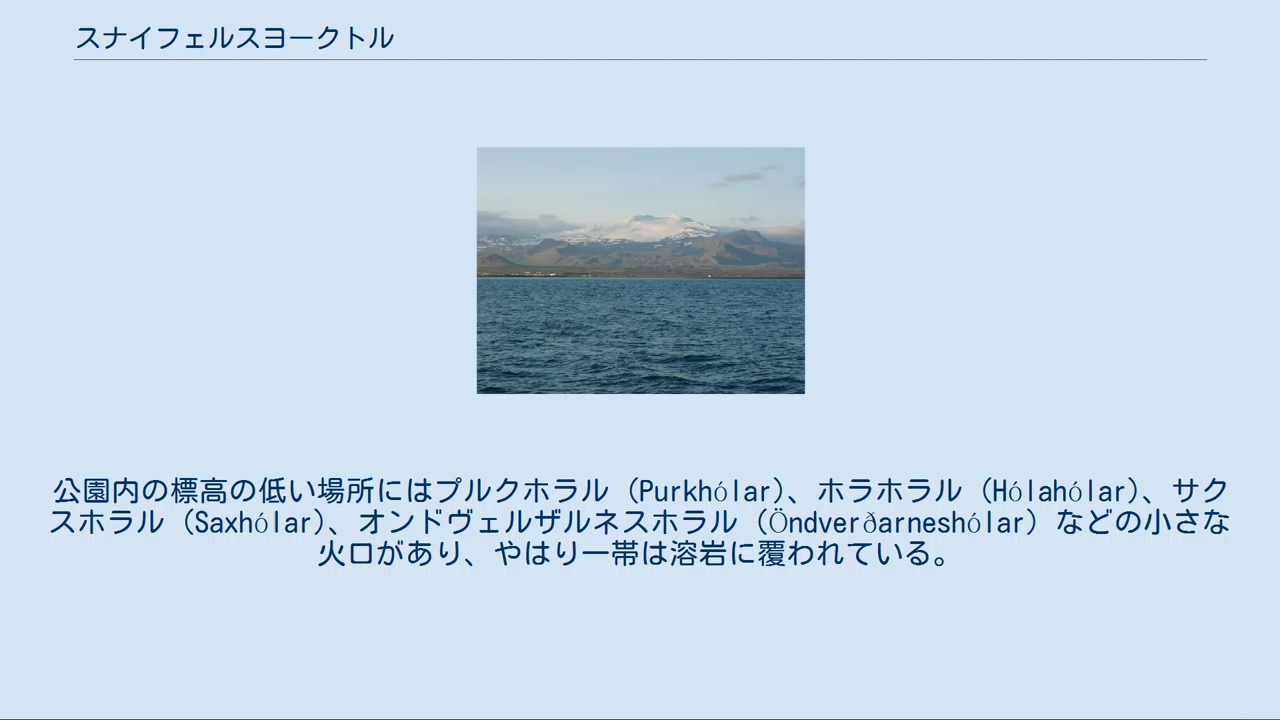 スナイフェルスヨークトル
公園内の標高の低い場所にはプルクホラル（Purkhólar）、ホラホラル（Hólahólar）、サク
スホラル（Saxhólar）、オンドヴェルザルネスホラル（Öndverðarneshólar）などの小さな
火口があり、やはり一帯は溶岩に覆われている。